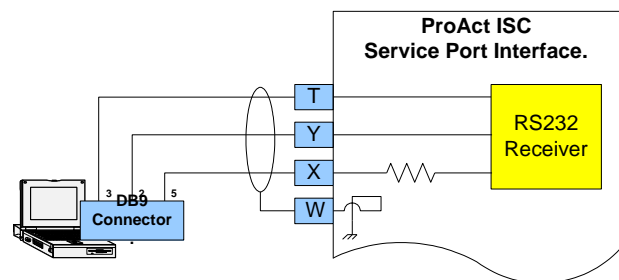 ProAct ISC
Service Port Interface.
T
Y
X
W
RS232
Receiver
3 2 5
DB9
Connector